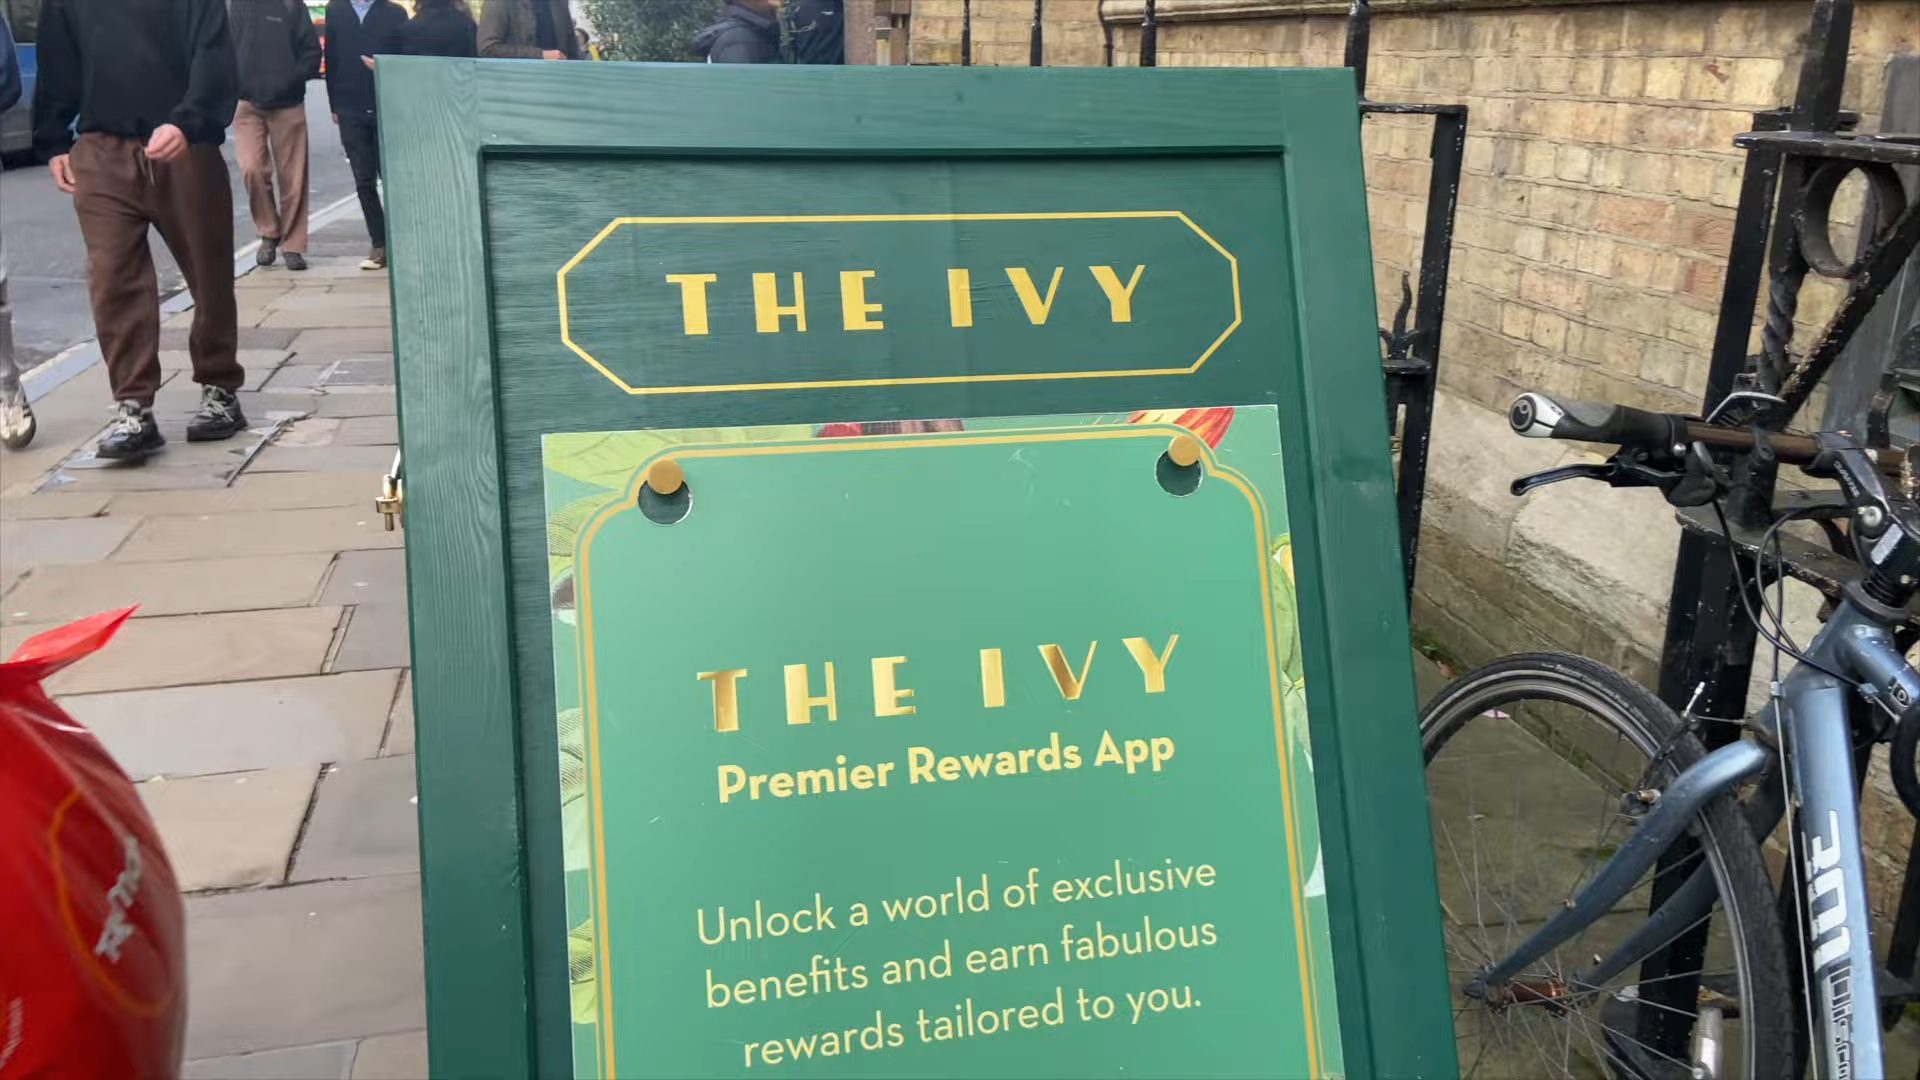 THE IVY
THE IVY
Premier Rewards App
Unlock a world of exclusive
benefits and earn fabulous
rewards tailored to you.